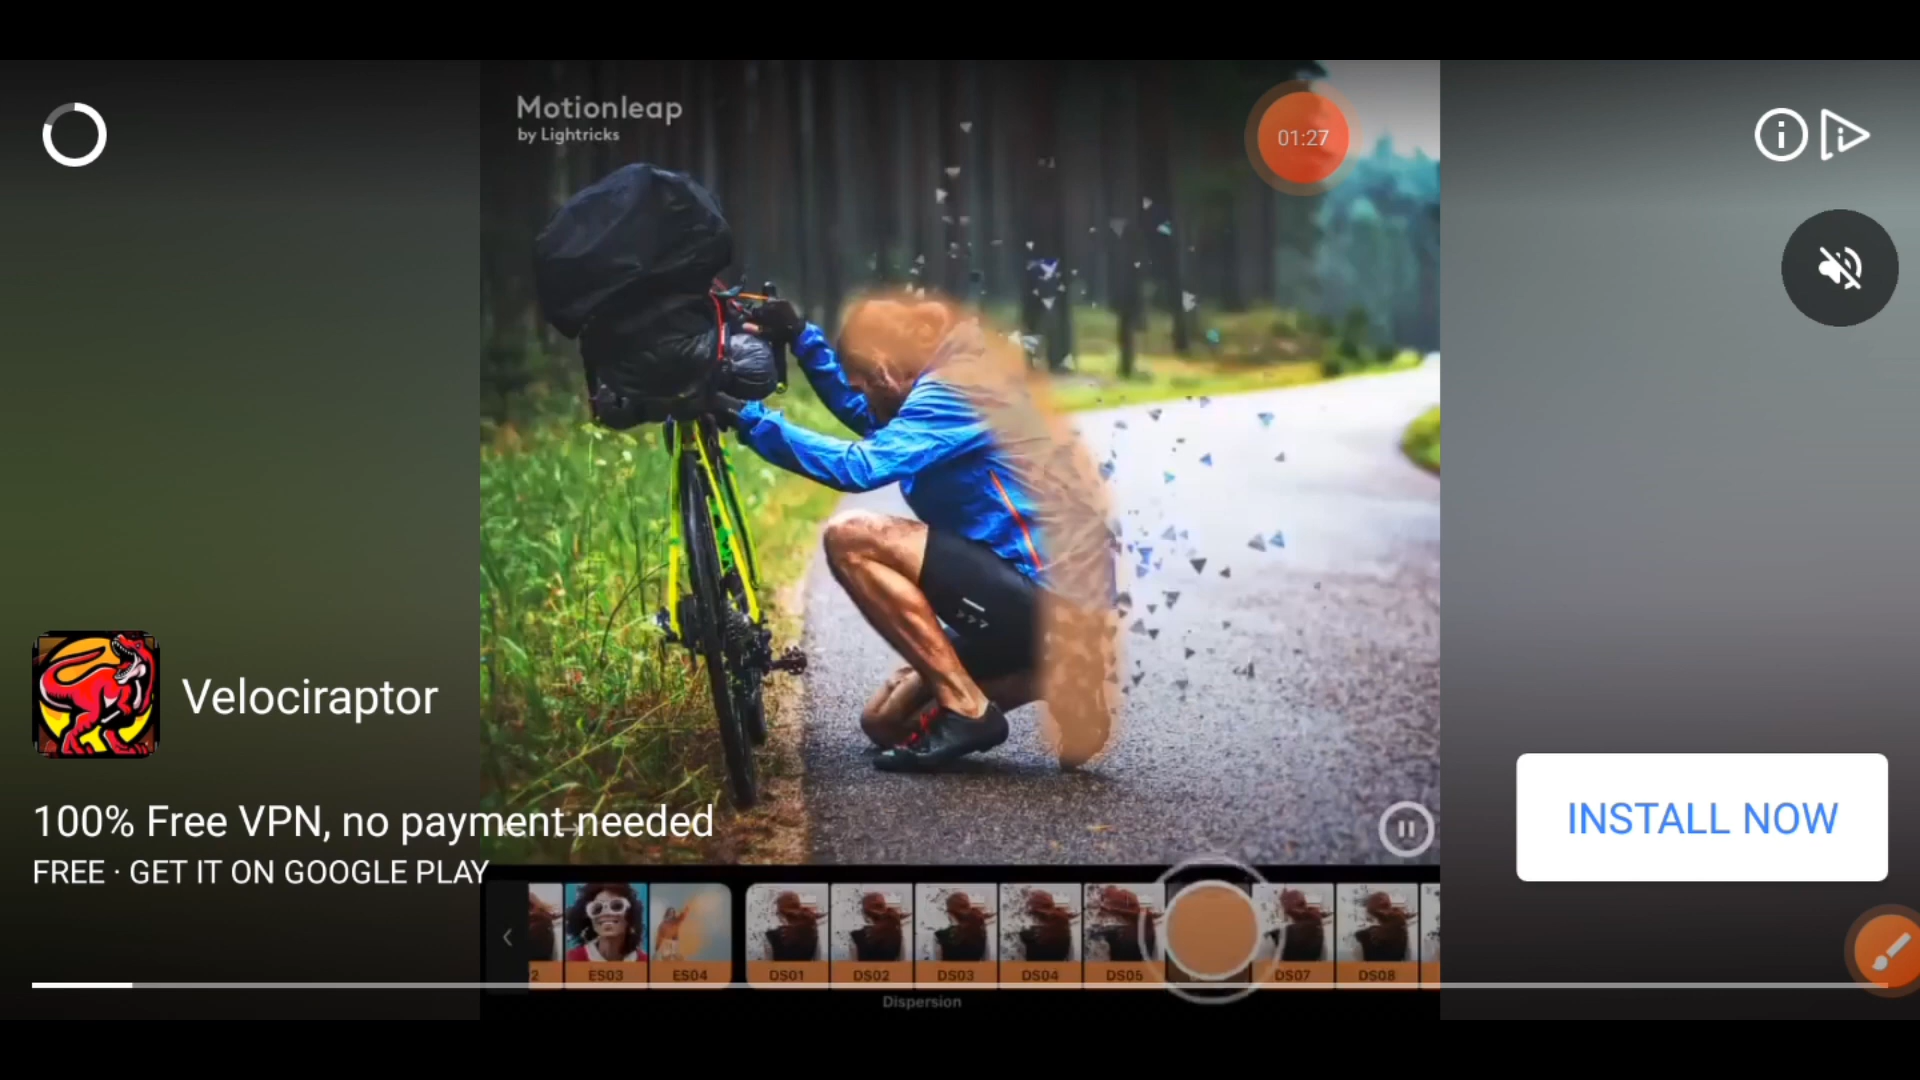 Motionleap
by Lightricks
01:27
Velociraptor
100% Free VPN, no payment needed
FREE · GET IT ON GOOGLE PLAY
INSTALL NOW
2
ES03
ES04
DS01
DS02
DS03
DS04
DS05
DS07
DS08
Dispersion